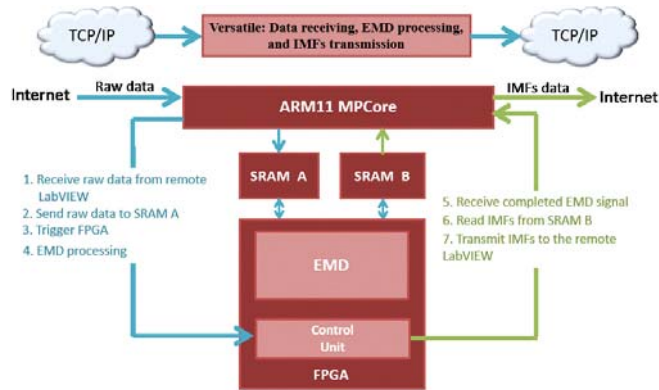 TCP/IP
Versatile: Data receiving, EMD processing,
and IMFs transmission
TCP/IP
Internet
Raw data
ARM11 MPCore
IMFs data
Internet
SRAM A
SRAM B
1. Receive raw data from remote
LabVIEW
2. Send raw data to SRAM A
3. Trigger FPGA
4. EMD processing
5. Receive completed EMD signal
6. Read IMFs from SRAM B
7. Transmit IMFs to the remote
LabVIEW
EMD
Control
Unit
FPGA